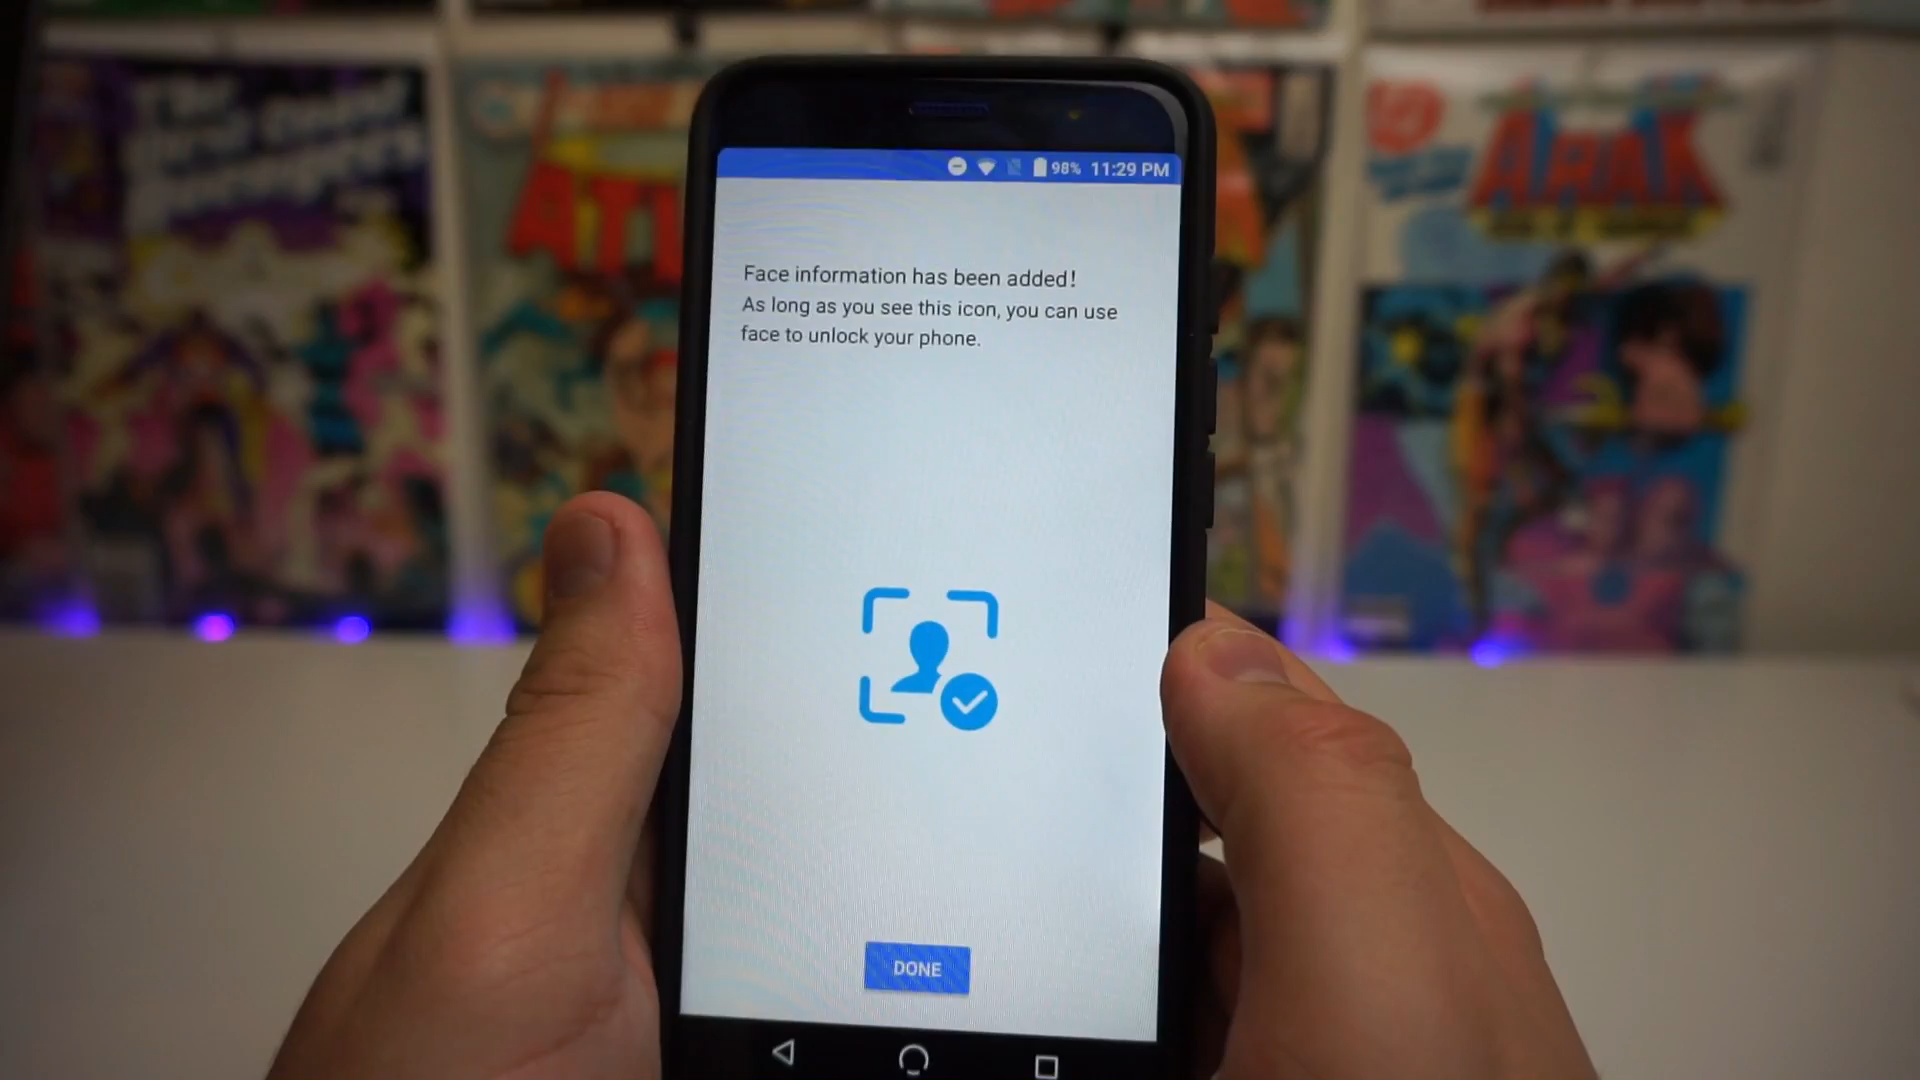 98% 11:29 PM
Face information has been added!
As long as you see this icon, you can use
face to unlock your phone.
DONE
ARAK